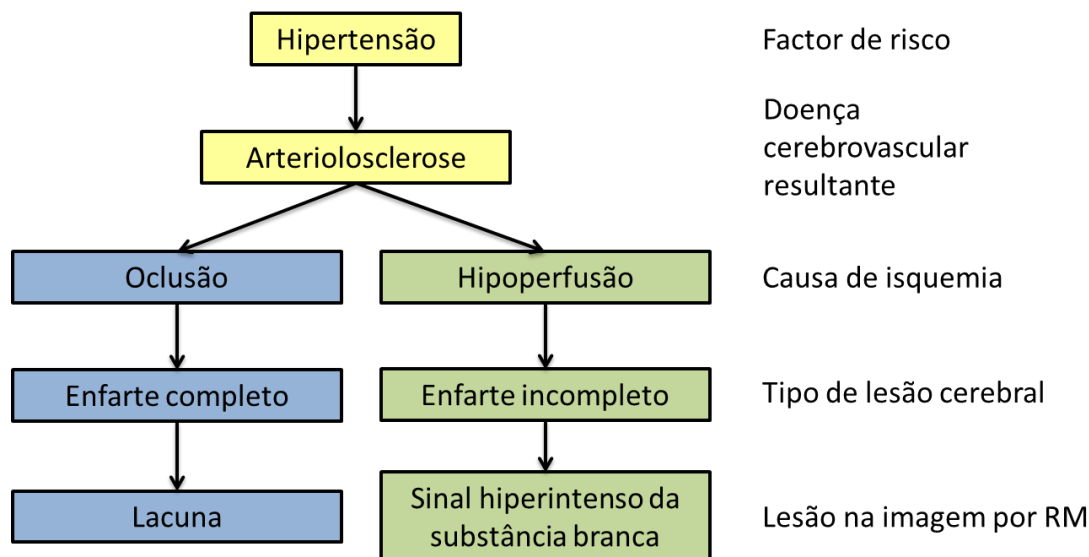 Hipertensão
Factor de risco
Arteriolosclerose
Doença
cerebrovascular
resultante
Oclusão
Hipoperfusão
Causa de isquemia
Enfarte completo
Enfarte incompleto
Tipo de lesão cerebral
Lacuna
Sinal hiperintenso da
substância branca
Lesão na imagem por RM